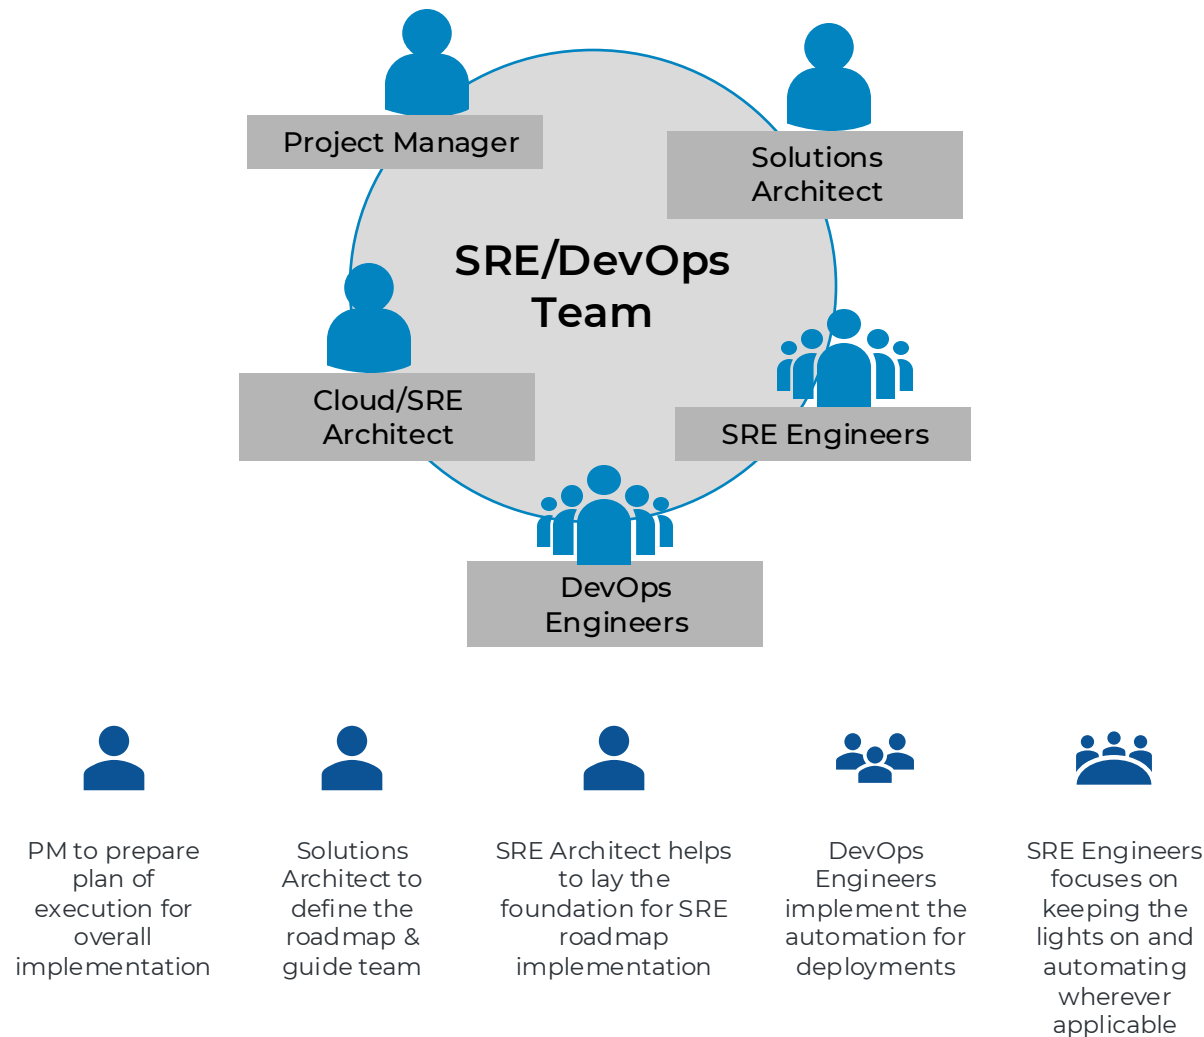 Project Manager
Solutions
Architect
SRE/DevOps
Team
Cloud/SRE
Architect
SRE Engineers
DevOps
Engineers
PM to prepare
plan of
execution for
overall
implementation
Solutions
Architect to
define the
roadmap &
guide team
SRE Architect helps
to lay the
foundation for SRE
roadmap
implementation
DevOps
Engineers
implement the
automation for
deployments
SRE Engineers
focuses on
keeping the
lights on and
automating
wherever
applicable